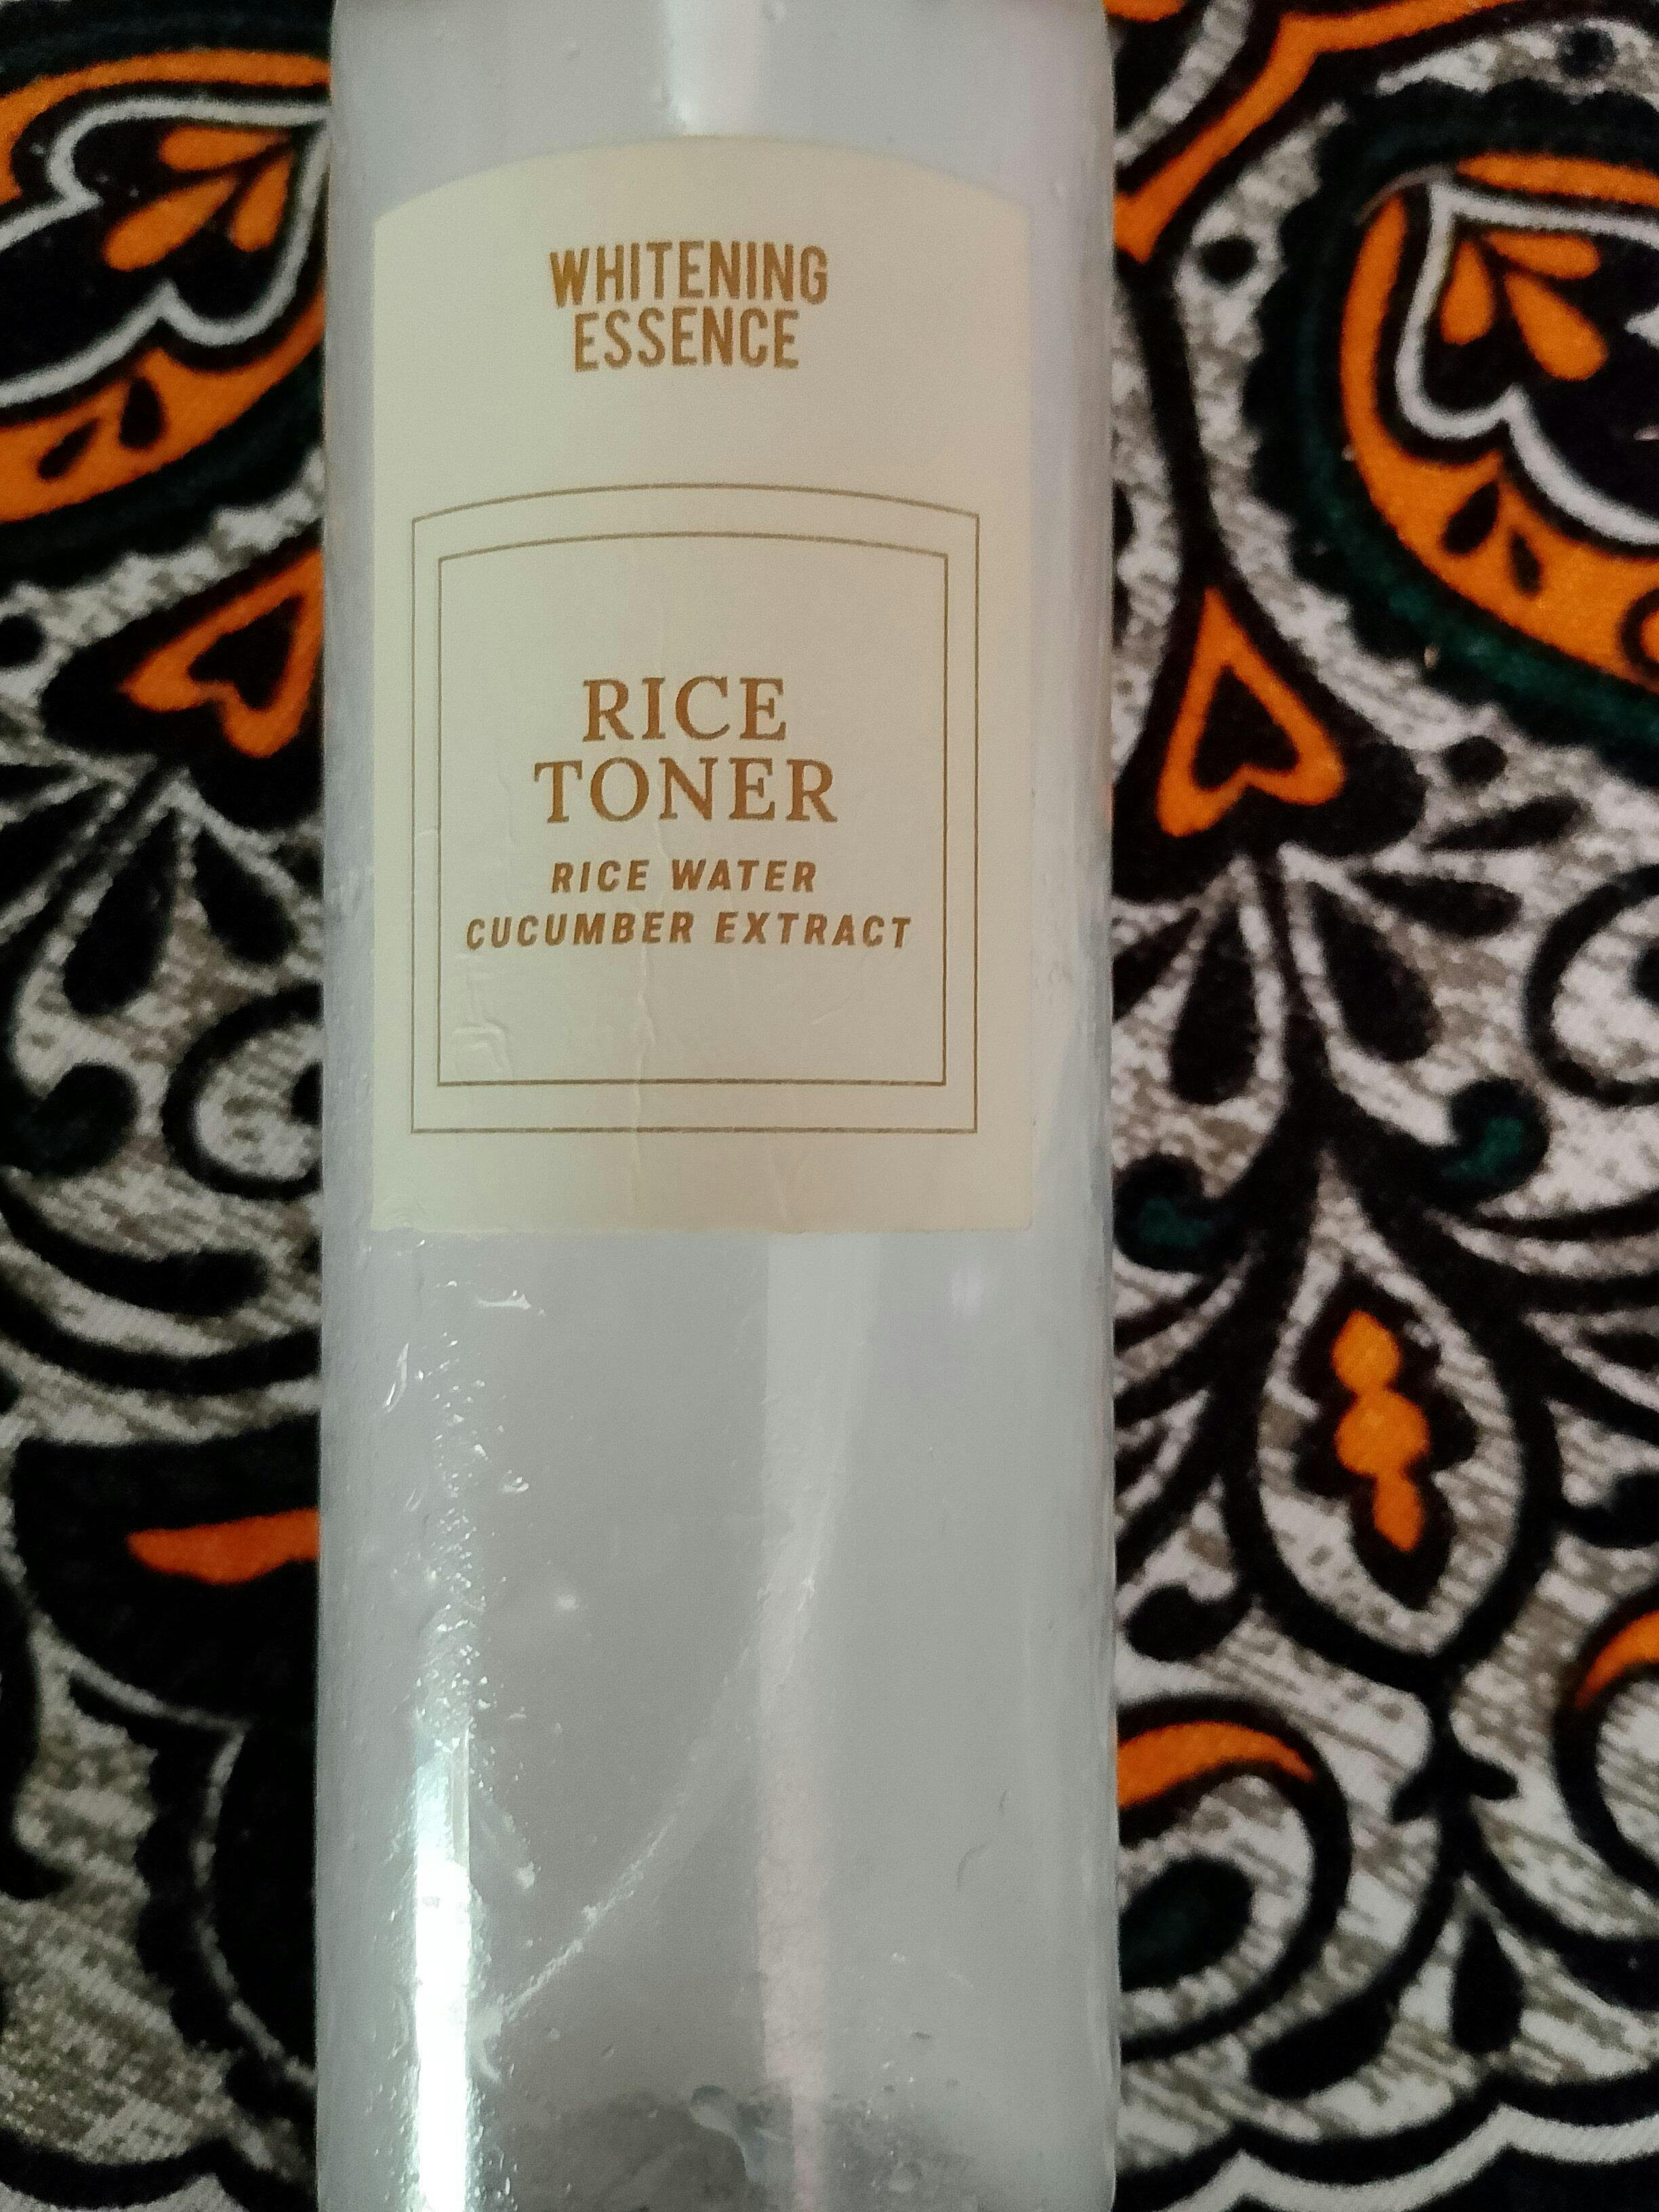 WHITENING
ESSENCE
RICE
TONER
RICE WATER
CUCUMBER EXTRACT